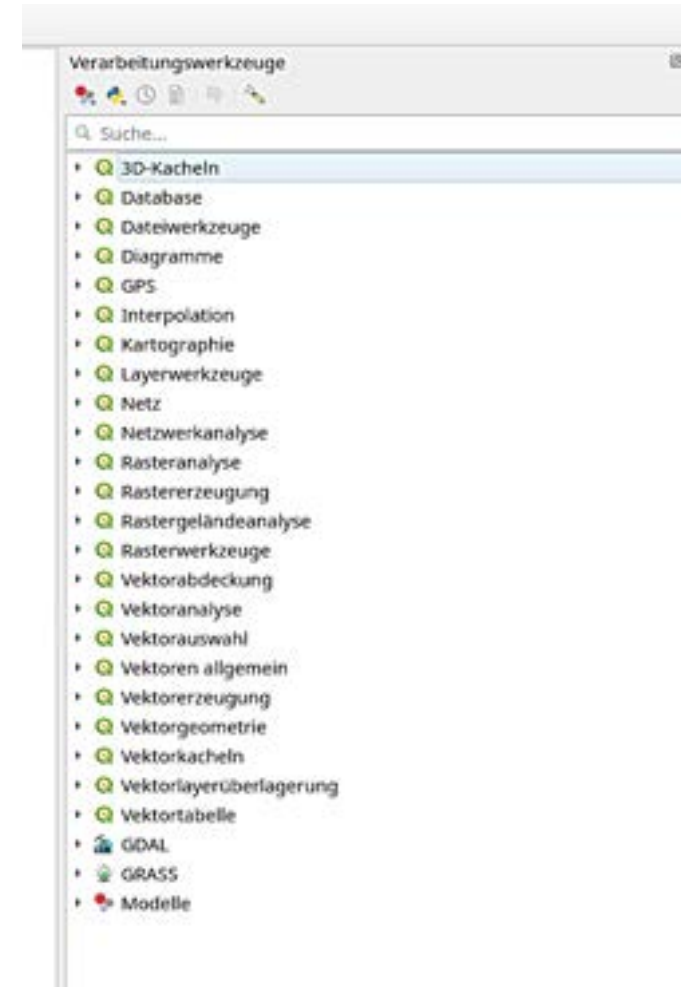 Verarbeitungswerkzeuge
Suche...
3D-Kacheln
Database
Dateiwerkzeuge
Diagramme
GPS
Interpolation
Kartographie
Layerwerkzeuge
Netz
Netzwerkanalyse
Rasteranalyse
Rastererzeugung
Rastergeländeanalyse
Rasterwerkzeuge
Vektorabdeckung
Vektoranalyse
Vektorauswahl
Vektoren allgemein
Vektorerzeugung
Vektorgeometrie
Vektorkacheln
Vektorlayerüberlagerung
Vektortabelle
GDAL
GRASS
Modelle